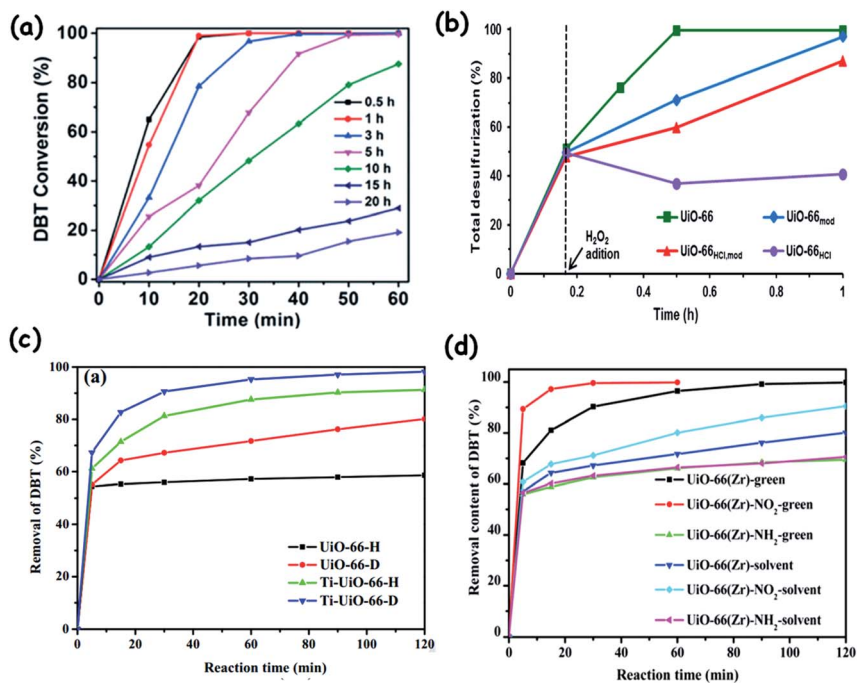 (a)
DBT Conversion (%)
100
80
60
40
20
0
0.5 h
1 h
3 h
5 h
10 h
15 h
20 h
0 10 20 30 40 50 60
Time (min)
(b)
Total desulfurization (%)
100
80
60
40
20
0
H2O2
adition
UiO-66
UiO-66mod
UiO-66HCl,mod
UiO-66HCl
0 0.2 0.4 0.6 0.8 1
Time (h)
(c)
(a)
Removal of DBT (%)
100
80
60
40
20
0
UiO-66-H
UiO-66-D
Ti-UiO-66-H
Ti-UiO-66-D
0 20 40 60 80 100 120
Reaction time (min)
(d)
Removal content of DBT (%)
100
80
60
40
20
0
UiO-66(Zr)-green
UiO-66(Zr)-NO2-green
UiO-66(Zr)-NH2-green
UiO-66(Zr)-solvent
UiO-66(Zr)-NO2-solvent
UiO-66(Zr)-NH2-solvent
0 20 40 60 80 100 120
Reaction time (min)